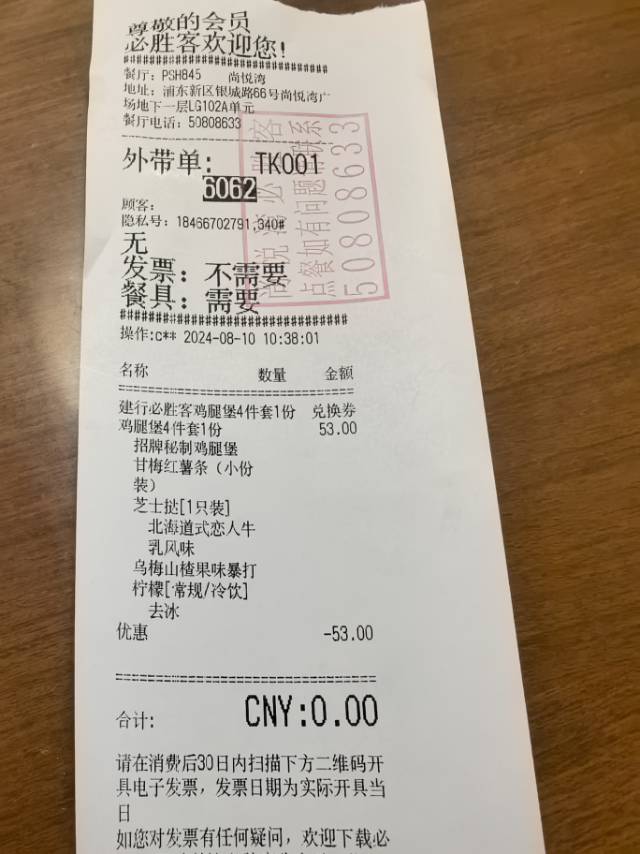 尊敬的会员
必胜客欢迎您!
##############################
餐厅: PSH845 尚悦湾
地址: 浦东新区银城路66号尚悦湾广
场地下一层LG102A单元
餐厅电话: 50808633
外带单: TK001
6062
顾客:
隐私号: 18466702791,340#
无
发票: 不需要
餐具: 需要
##############################
操作:c** 2024-08-10 10:38:01
名称 数量 金额
==============================
建行必胜客鸡腿堡4件套1份 兑换券
鸡腿堡4件套1份 53.00
招牌秘制鸡腿堡
甘梅红薯条（小份
装）
芝士挞[1只装]
北海道式恋人牛
乳风味
乌梅山楂果味暴打
柠檬[常规/冷饮]
去冰
优惠 -53.00
==============================
合计: CNY:0.00
请在消费后30日内扫描下方二维码开
具电子发票，发票日期为实际开具当
日
如您对发票有任何疑问，欢迎下载必
点餐如有问题
50808633